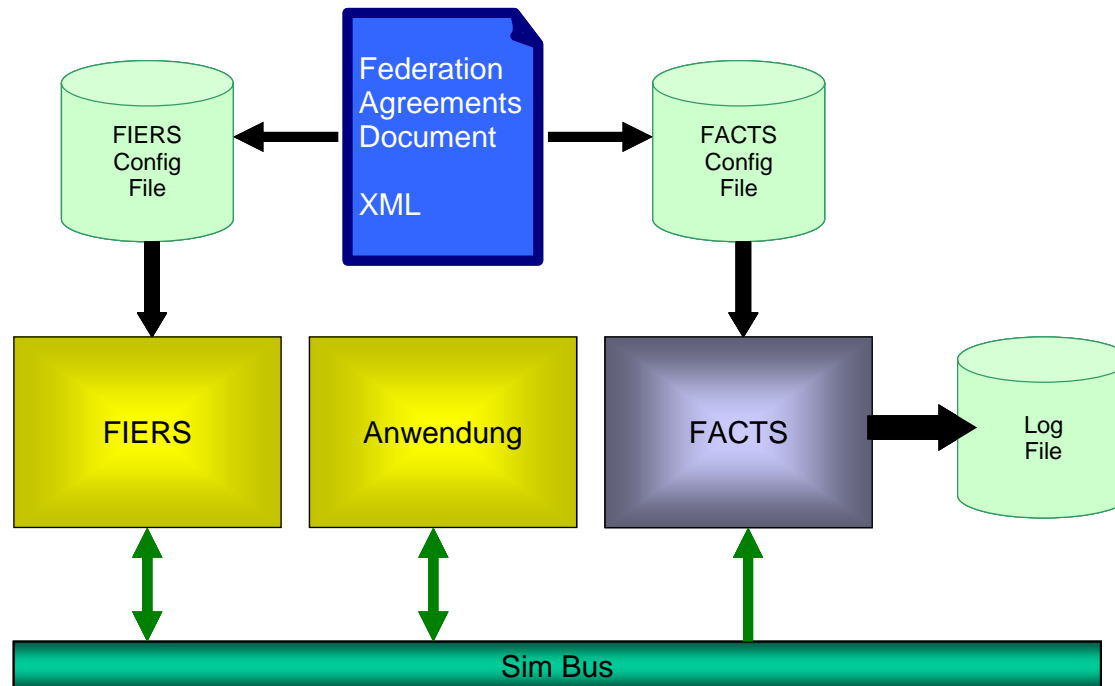 Federation
Agreements
Document
XML
FIERS
Config
File
FACTS
Config
File
FIERS
Anwendung
FACTS
Log
File
Sim Bus